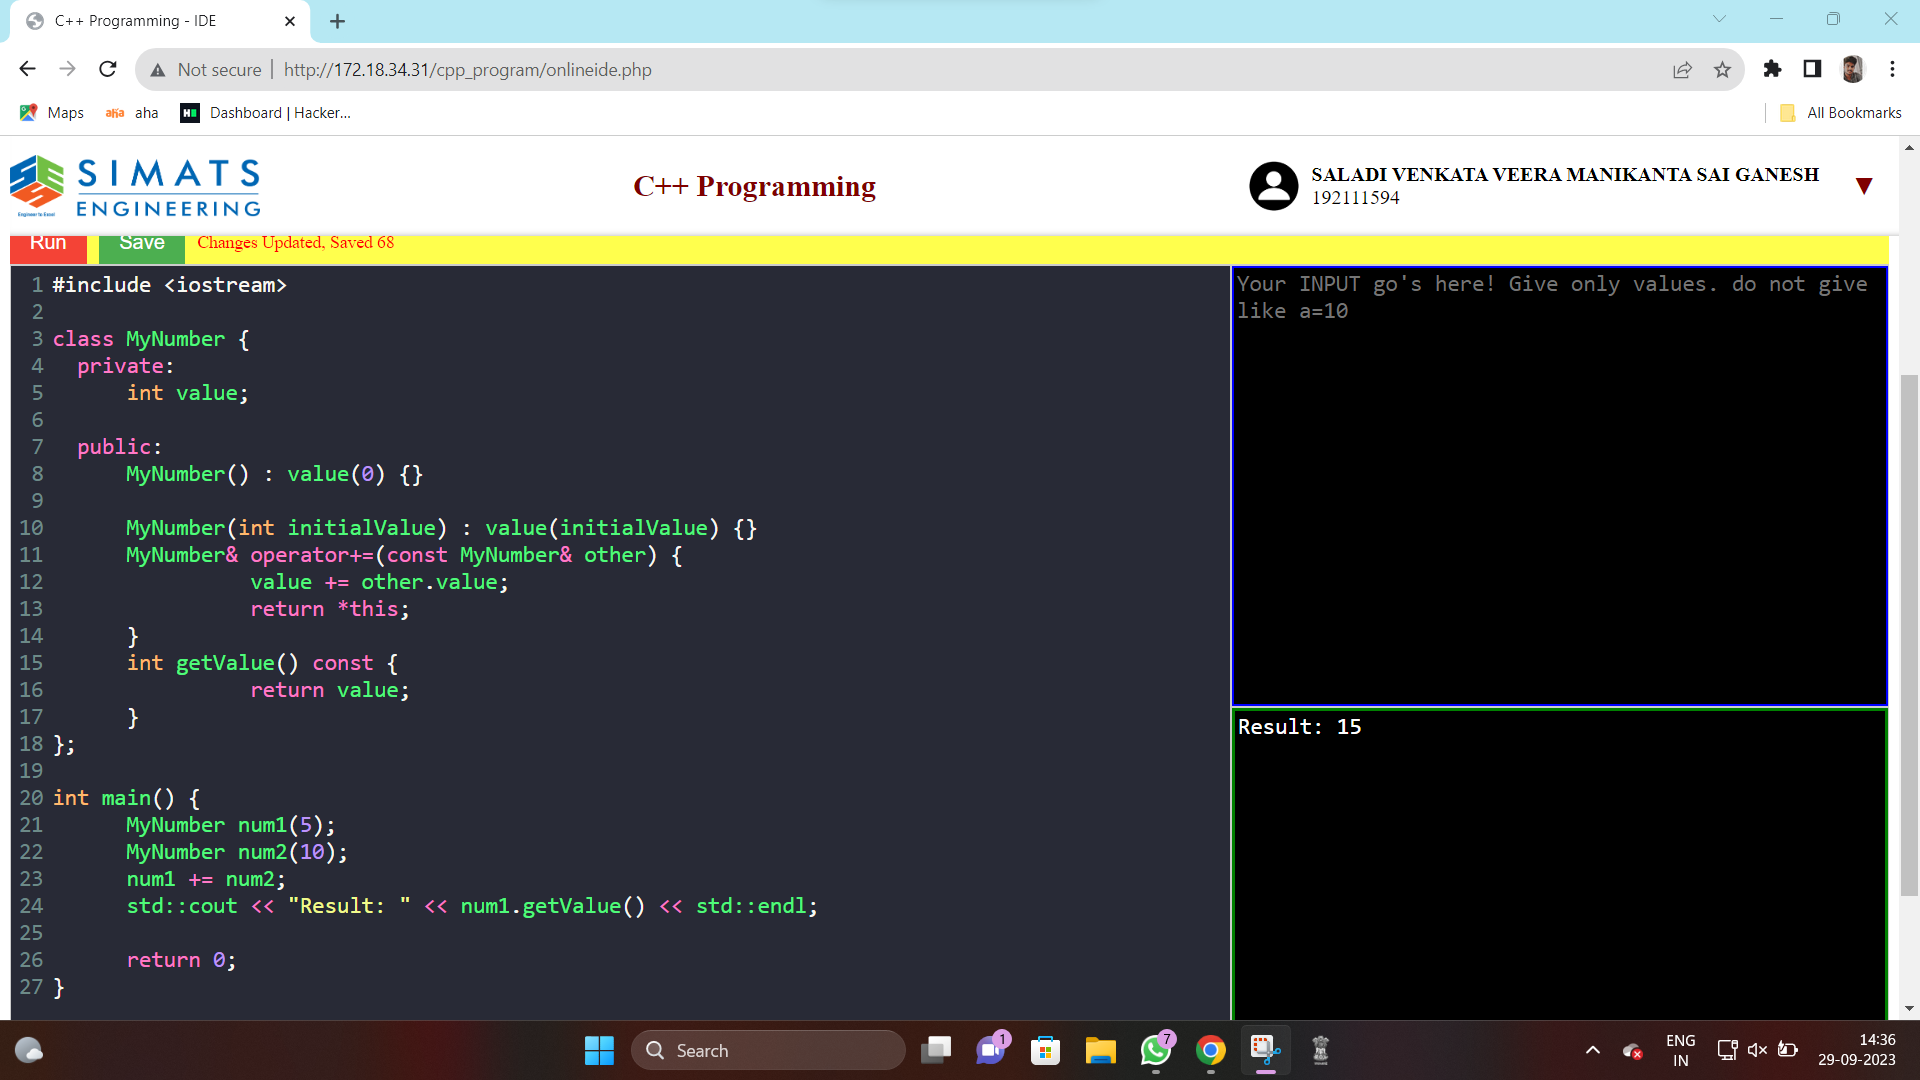 C++ Programming - IDE
Not secure
http://172.18.34.31/cpp_program/onlineide.php
Maps
aha aha
Dashboard | Hacker...
All Bookmarks
SIMATS
ENGINEERING
Engineer to Excel
C++ Programming
SALADI VENKATA VEERA MANIKANTA SAI GANESH
192111594
Run
Save
Changes Updated, Saved 68
1 #include <iostream>
2
3 class MyNumber {
4 private:
5 int value;
6
7 public:
8 MyNumber() : value(0) {}
9
10 MyNumber(int initialValue) : value(initialValue) {}
11 MyNumber& operator+=(const MyNumber& other) {
12 value += other.value;
13 return *this;
14 }
15 int getValue() const {
16 return value;
17 }
18 };
19
20 int main() {
21 MyNumber num1(5);
22 MyNumber num2(10);
23 num1 += num2;
24 std::cout << "Result: " << num1.getValue() << std::endl;
25
26 return 0;
27 }
Your INPUT go's here! Give only values. do not give
like a=10
Result: 15
Search
1
7
ENG
IN
14:36
29-09-2023